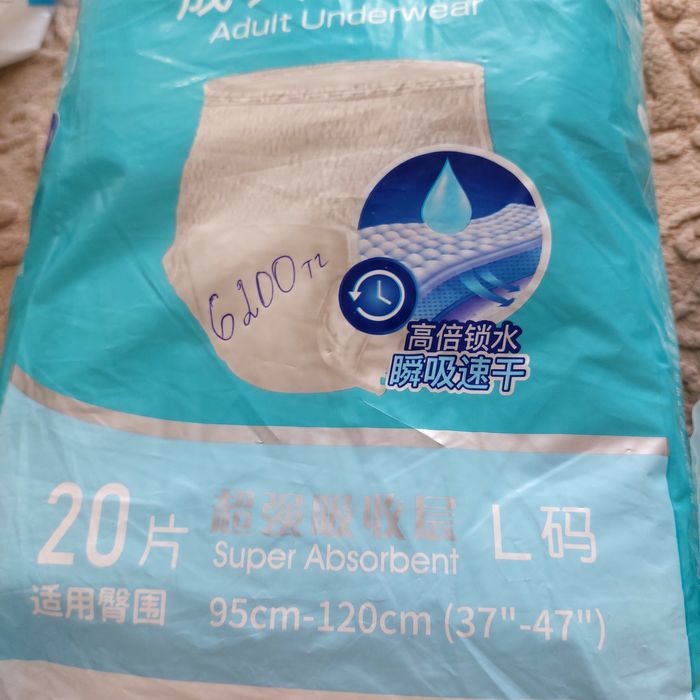 Adult Underwear
6200 тг
高倍锁水
瞬吸速干
20片
超强吸收层
Super Absorbent
L码
适用臀围
95cm-120cm (37"-47")